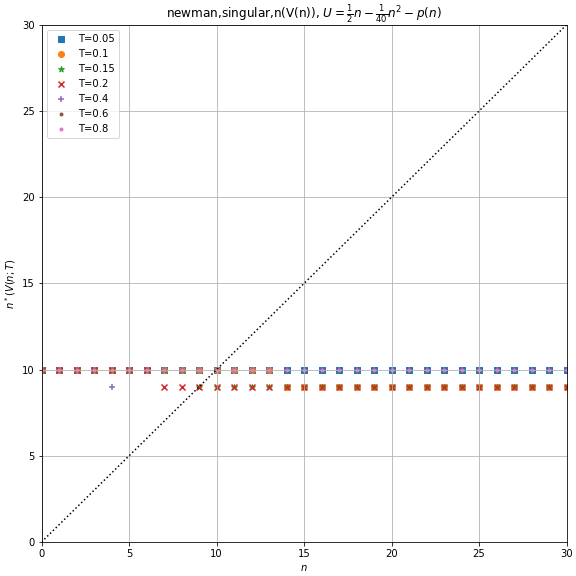 newman,singular,n(V(n)), $U = \frac{1}{2}n - \frac{1}{40}n^2 - p(n)$
T=0.05
T=0.1
T=0.15
T=0.2
T=0.4
T=0.6
T=0.8
30
25
20
15
10
5
0
n*(V(n;T)
0 5 10 15 20 25 30
n